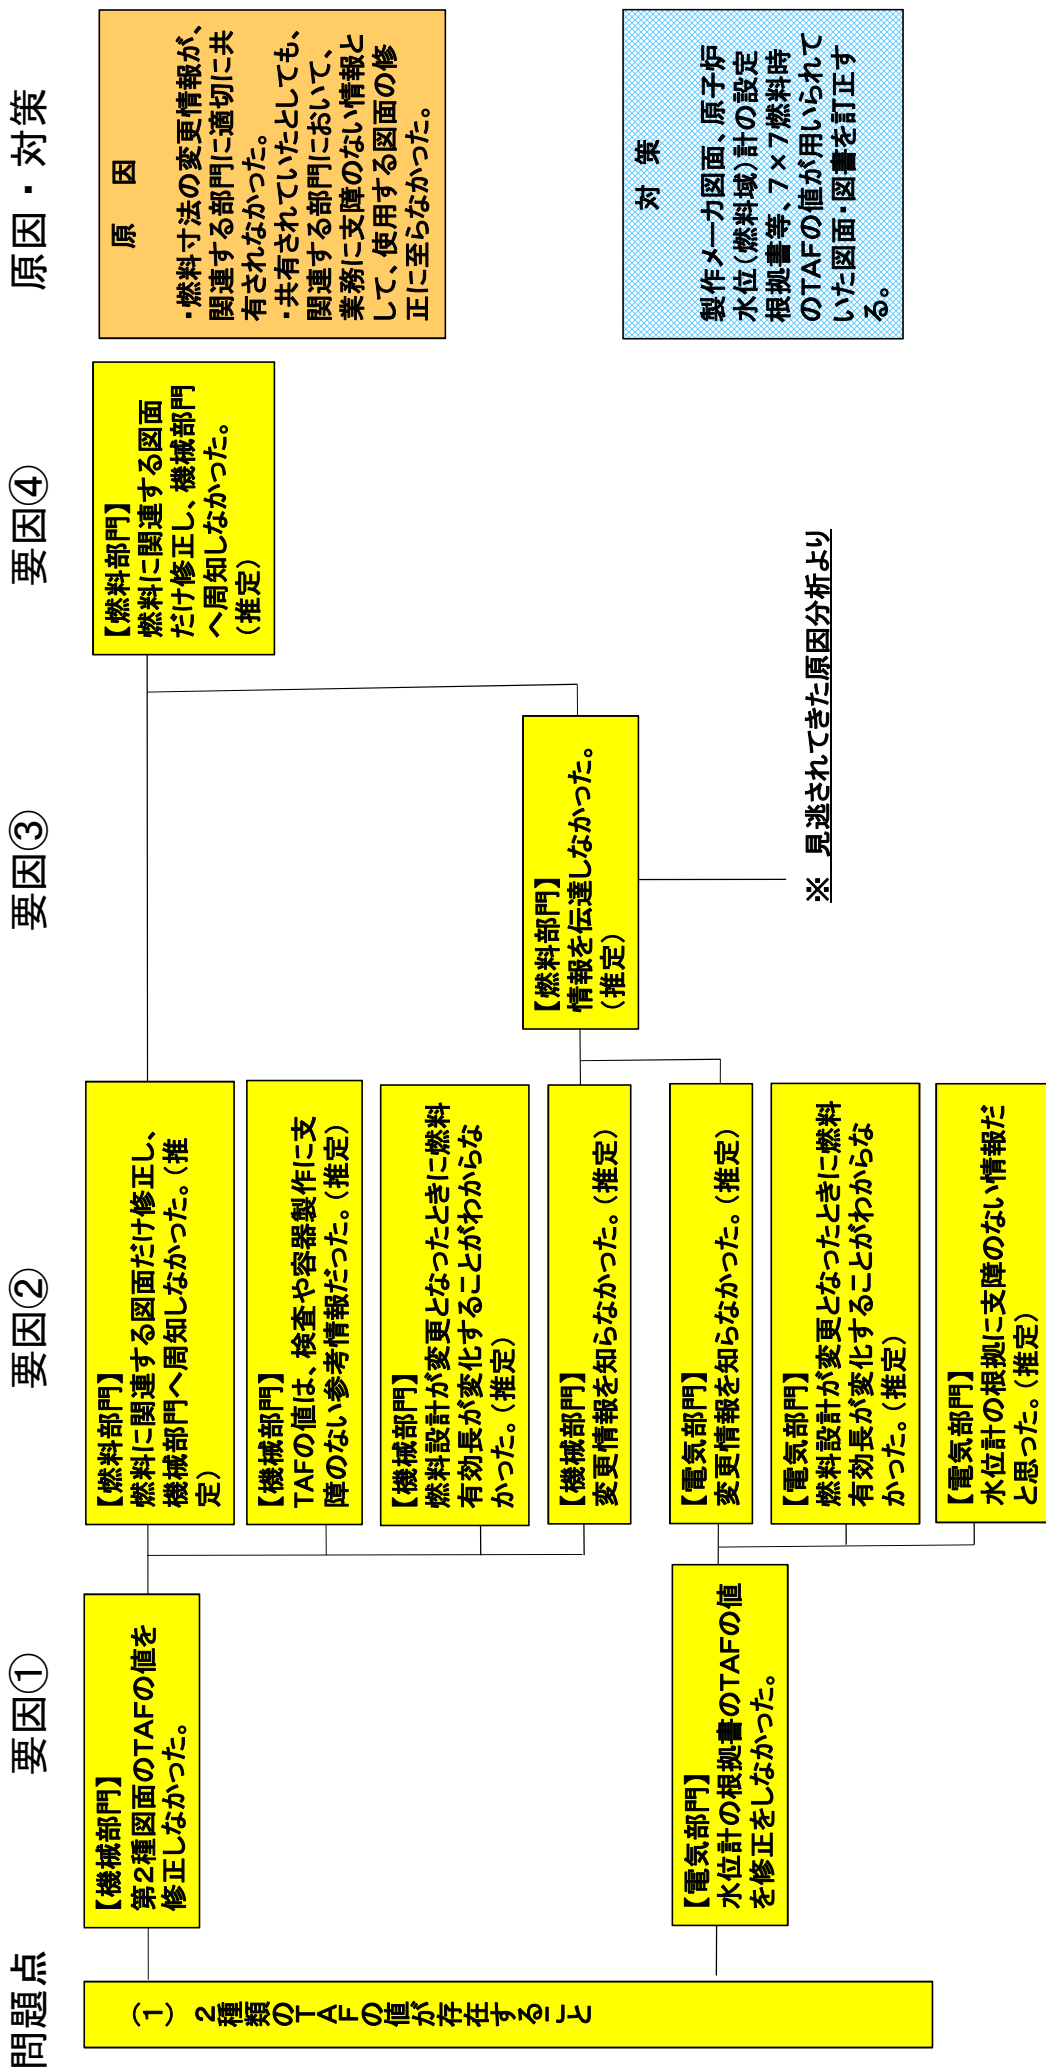 問題点
要因①
要因②
要因③
要因④
原因・対策
(1) 2種類のTAFの値が存在すること
【機械部門】
第2種図面のTAFの値を
修正しなかった。
【電気部門】
水位計の根拠書のTAFの値
を修正をしなかった。
【燃料部門】
燃料に関連する図面だけ修正し、
機械部門へ周知しなかった。(推
定)
【機械部門】
TAFの値は、検査や容器製作に支
障のない参考情報だった。(推定)
【機械部門】
燃料設計が変更となったときに燃料
有効長が変化することがわからな
かった。(推定)
【機械部門】
変更情報を知らなかった。(推定)
【電気部門】
変更情報を知らなかった。(推定)
【電気部門】
燃料設計が変更となったときに燃料
有効長が変化することがわからな
かった。(推定)
【電気部門】
水位計の根拠に支障のない情報だ
と思った。(推定)
【燃料部門】
情報を伝達しなかった。
(推定)
※ 見逃されてきた原因分析より
【燃料部門】
燃料に関連する図面
だけ修正し、機械部門
へ周知しなかった。
(推定)
原 因
・燃料寸法の変更情報が、
関連する部門に適切に共
有されなかった。
・共有されていたとしても、
関連する部門において、
業務に支障のない情報と
して、使用する図面の修
正に至らなかった。
対 策
製作メーカ図面、原子炉
水位(燃料域)計の設定
根拠書等、7×7燃料時
のTAFの値が用いられて
いた図面・図書を訂正す
る。